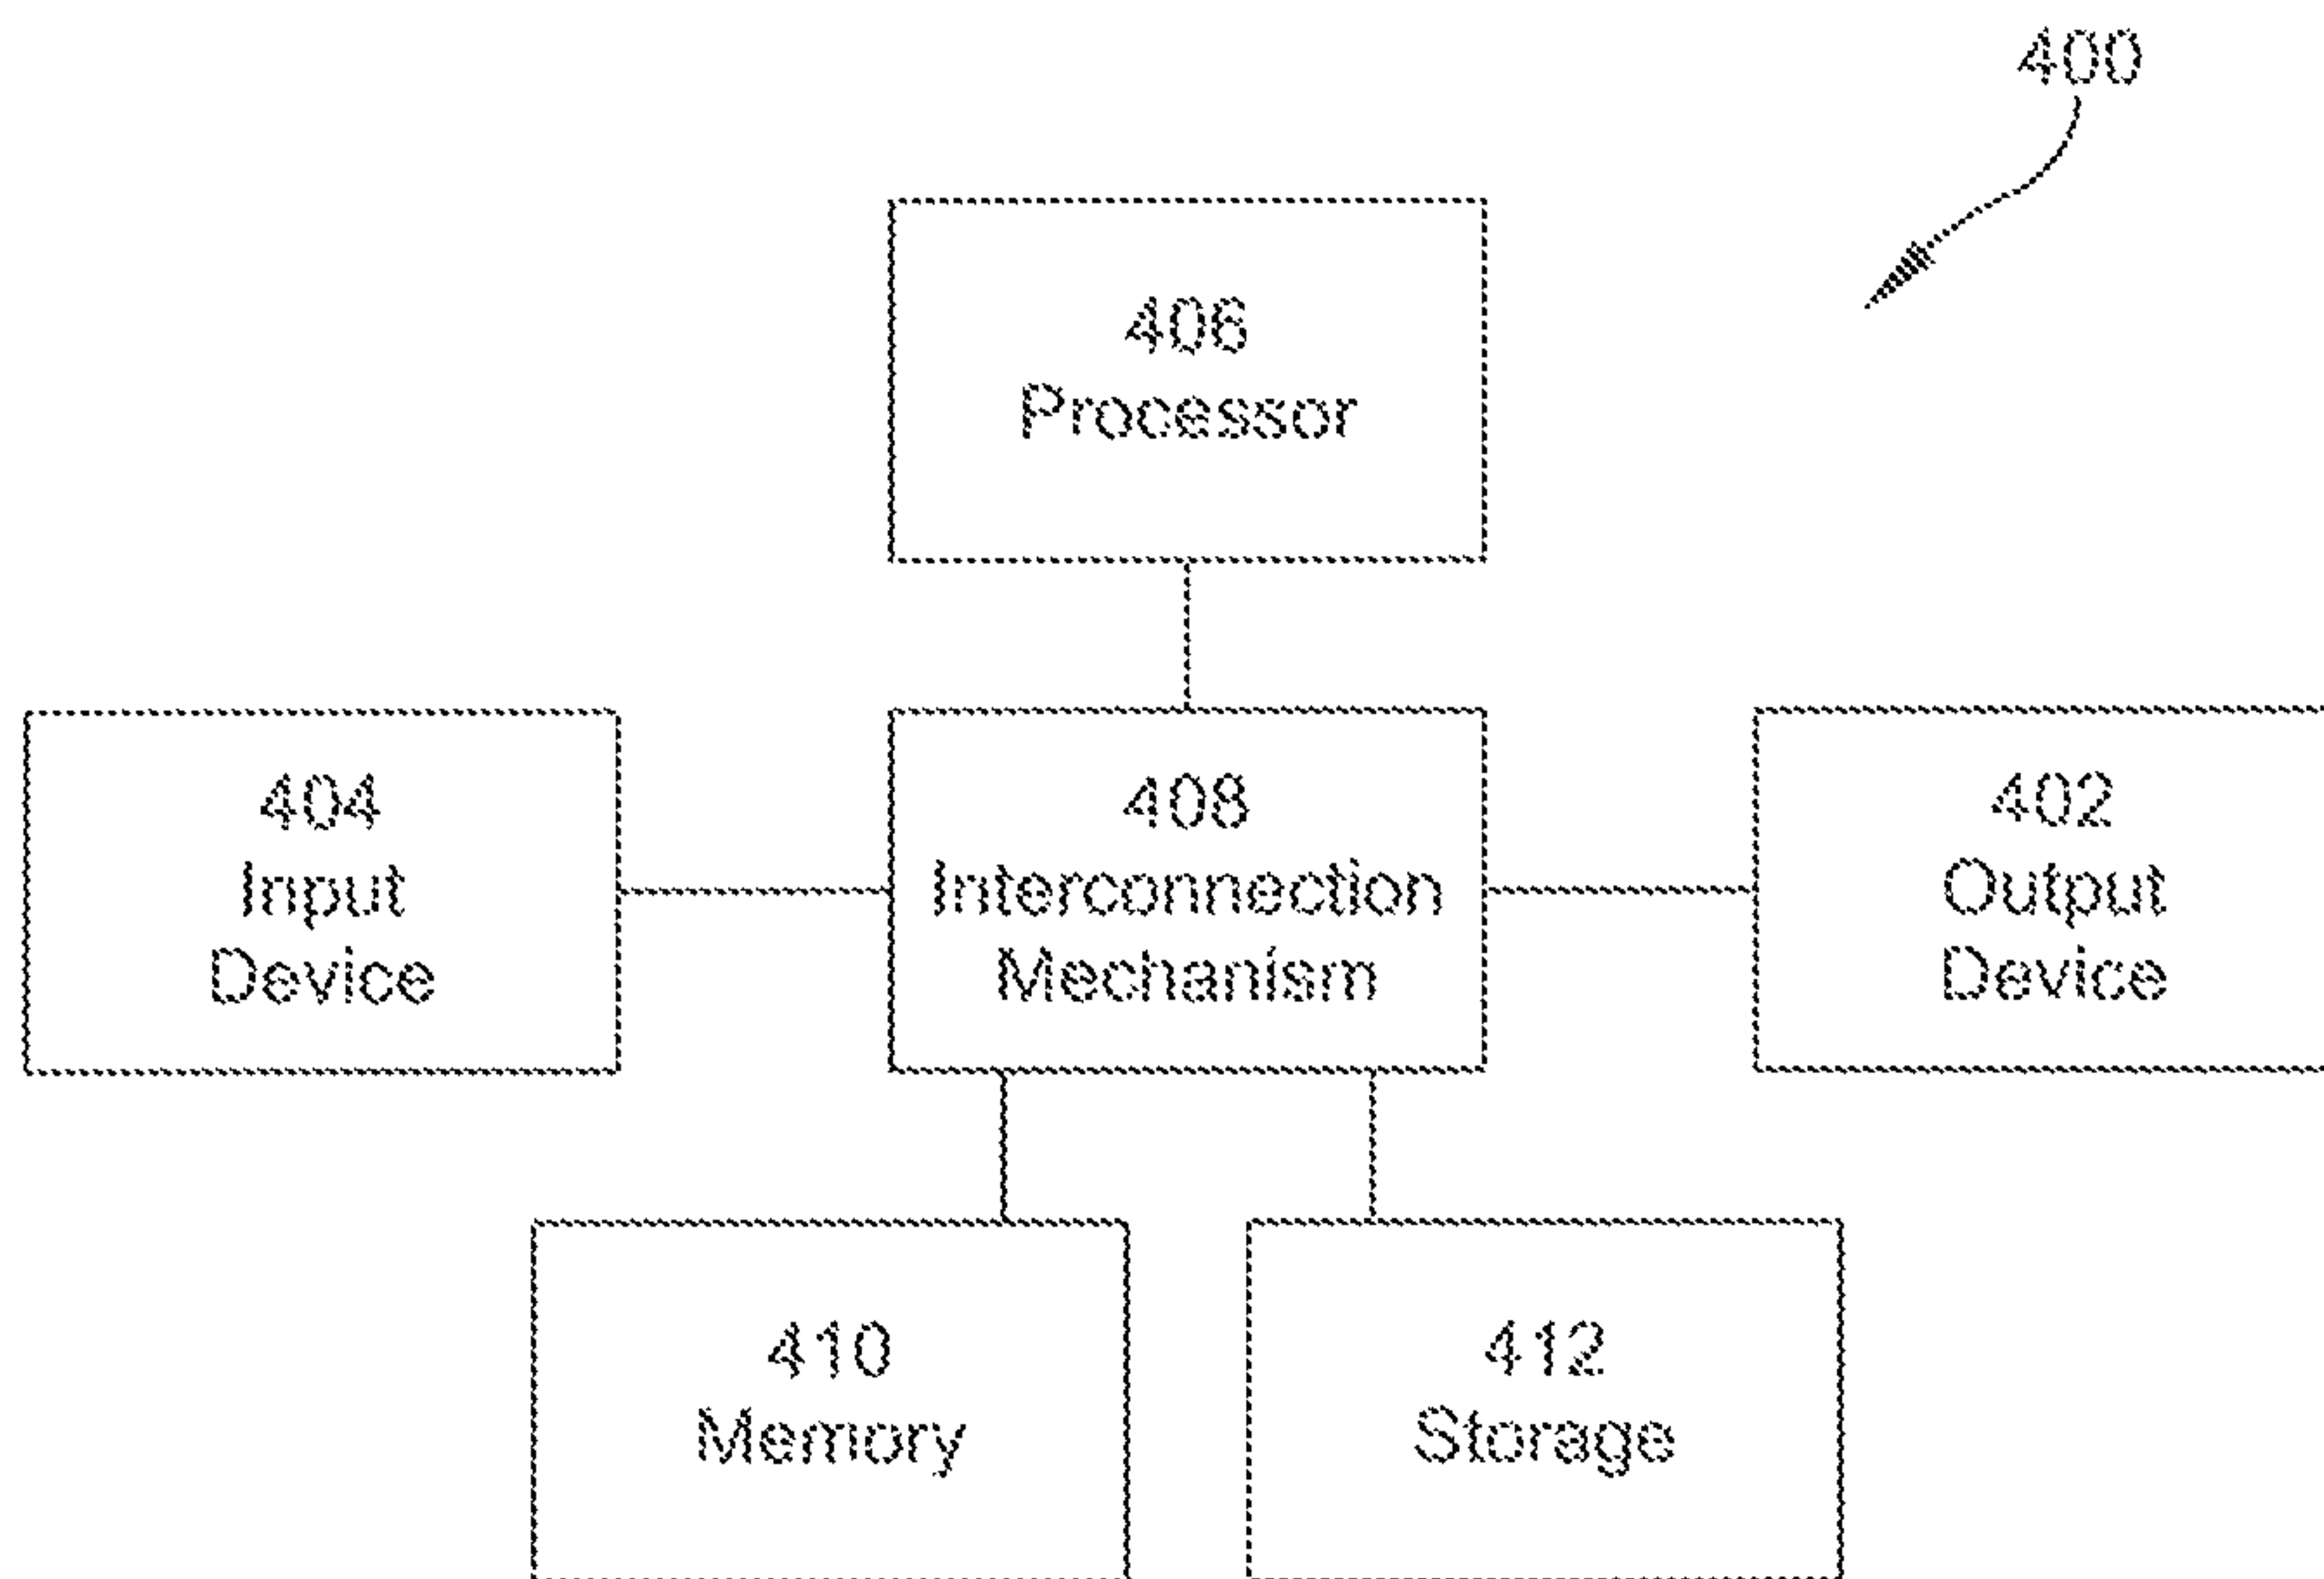 400
406
Processor
404
Input
Device
408
Interconnection
Mechanism
402
Output
Device
410
Memory
412
Storage